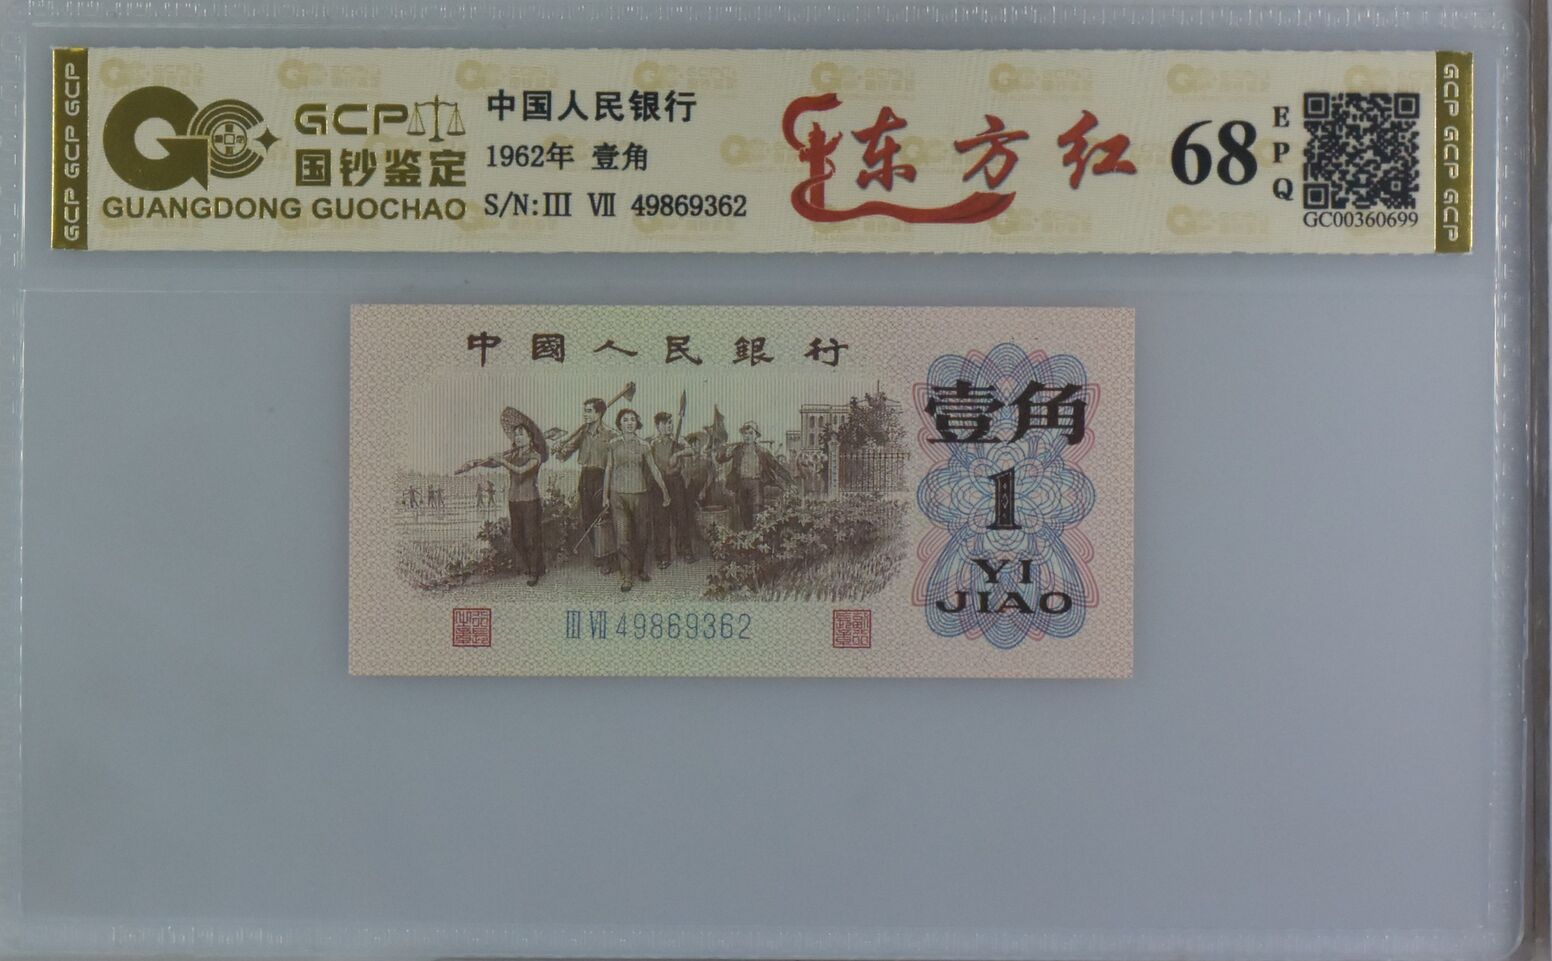 GCP GCP GCP
GCP
国钞鉴定
GUANGDONG GUOCHAO
中国人民银行
1962年 壹角
S/N:Ⅲ Ⅶ 49869362
东方红
68
EPQ
GC00360699
GCP GCP GCP
中國人民銀行
壹角
1
YI
JIAO
Ⅲ Ⅶ 49869362